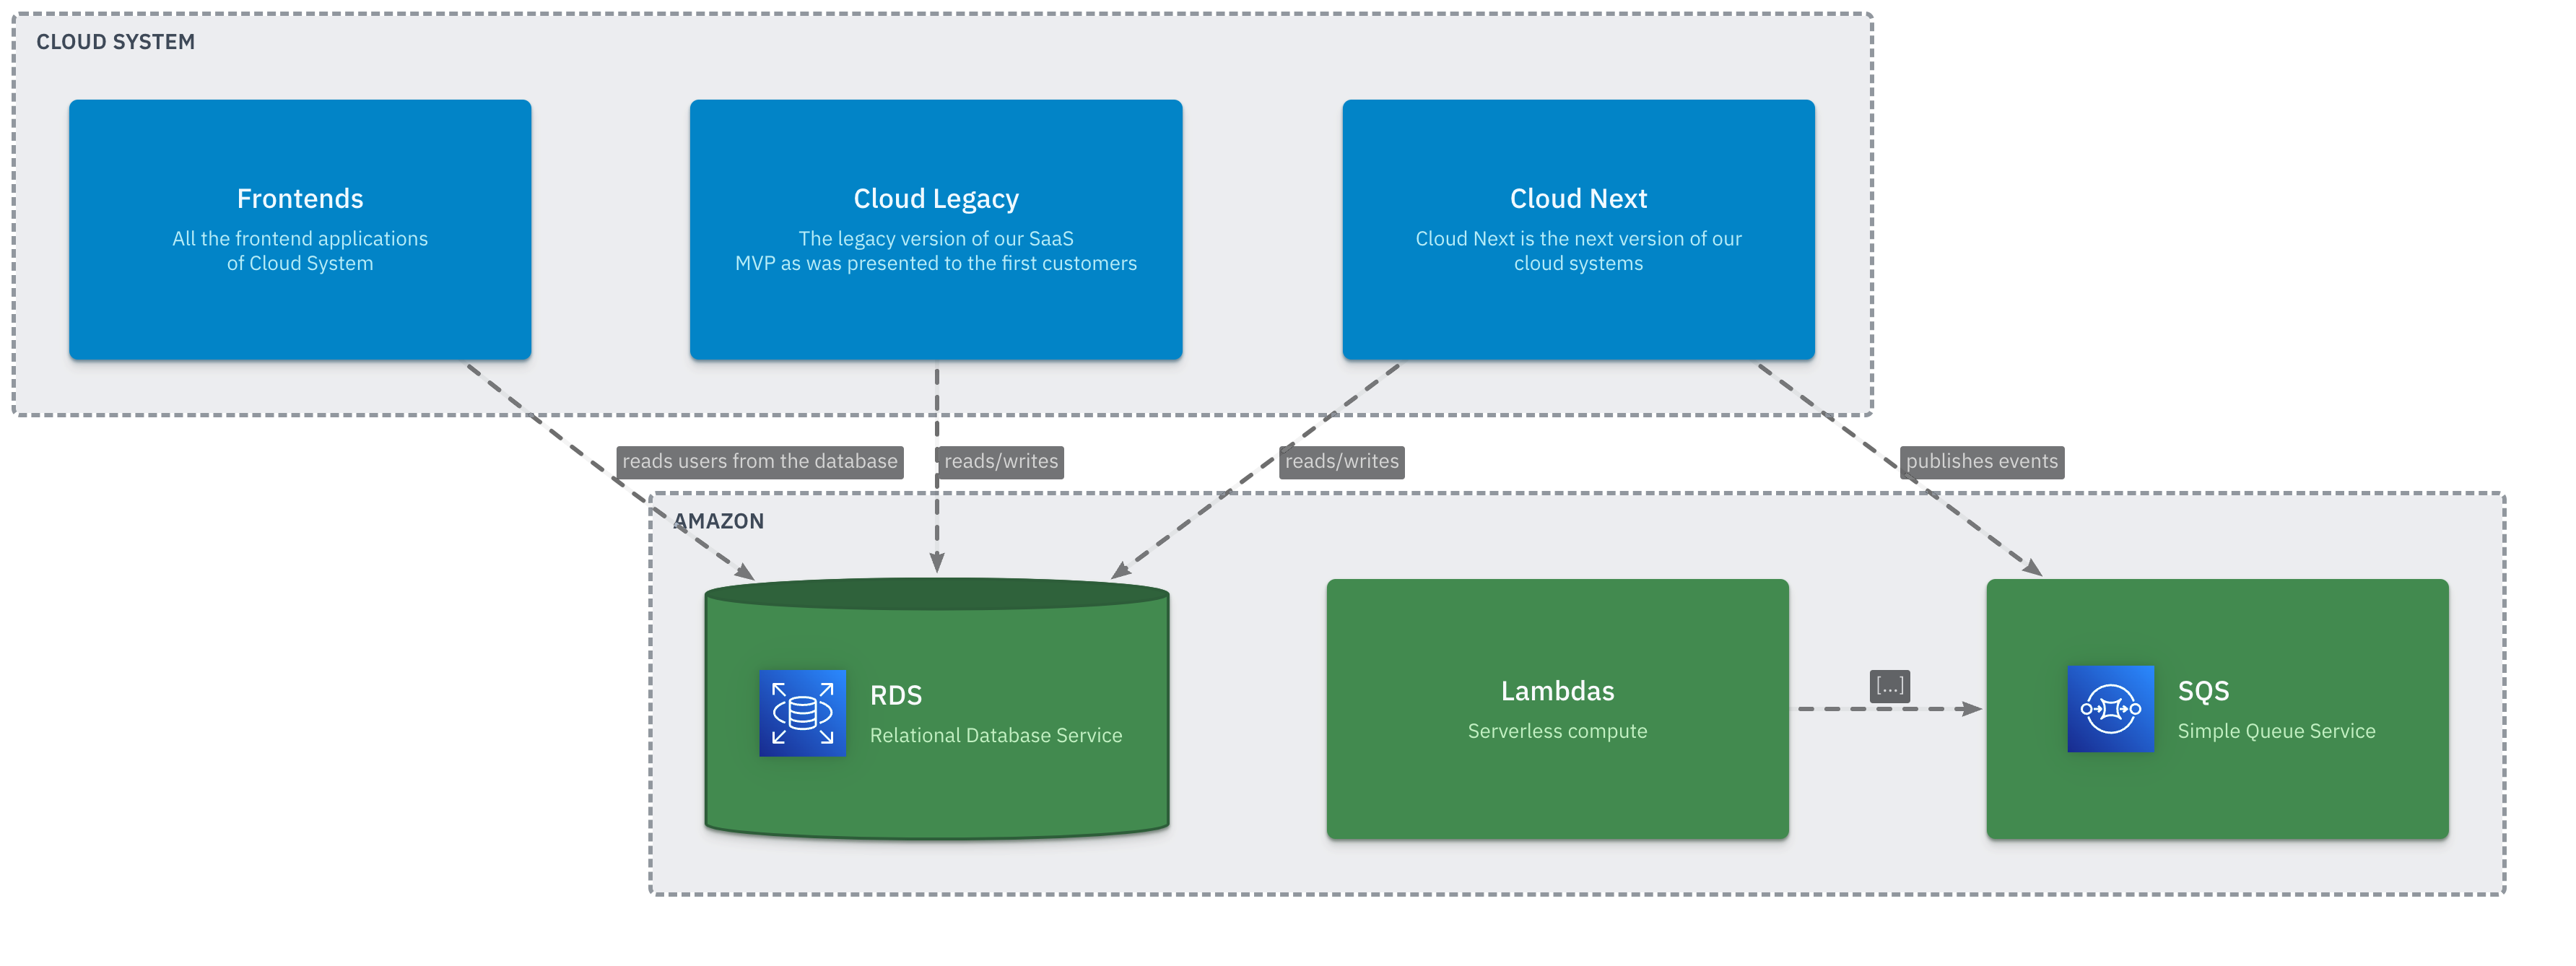 CLOUD SYSTEM
Frontends
All the frontend applications
of Cloud System
Cloud Legacy
The legacy version of our SaaS
MVP as was presented to the first customers
Cloud Next
Cloud Next is the next version of our
cloud systems
reads users from the database
reads/writes
reads/writes
publishes events
AMAZON
RDS
Relational Database Service
Lambdas
Serverless compute
[...]
SQS
Simple Queue Service